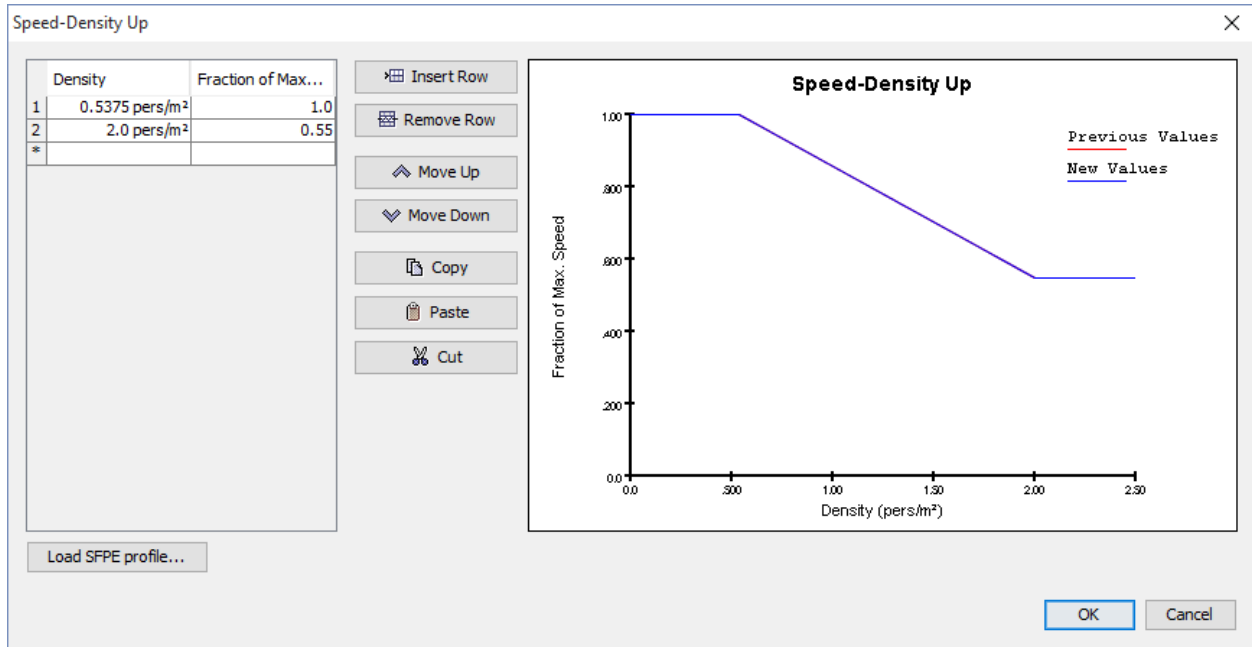 Speed-Density Up
Density Fraction of Max...
1 0.5375 pers/m² 1.0
2 2.0 pers/m² 0.55
*
Insert Row
Remove Row
Move Up
Move Down
Copy
Paste
Cut
Load SFPE profile...
Speed-Density Up
Previous Values
New Values
Fraction of Max. Speed
1.00
.800
.600
.400
.200
0.0
0.0 .500 1.00 1.50 2.00 2.50
Density (pers/m²)
OK Cancel